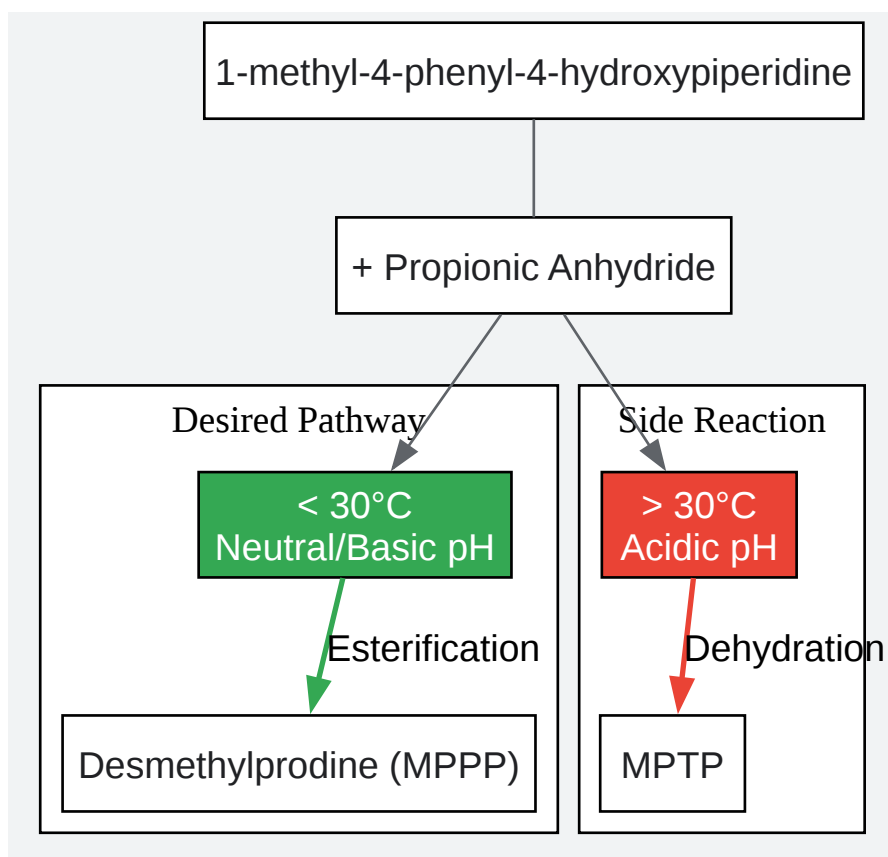 1-methyl-4-phenyl-4-hydroxypiperidine
+ Propionic Anhydride
Desired Pathway
Side Reaction
< 30°C
Neutral/Basic pH
> 30°C
Acidic pH
Esterification
Dehydration
Desmethylprodine (MPPP)
MPTP